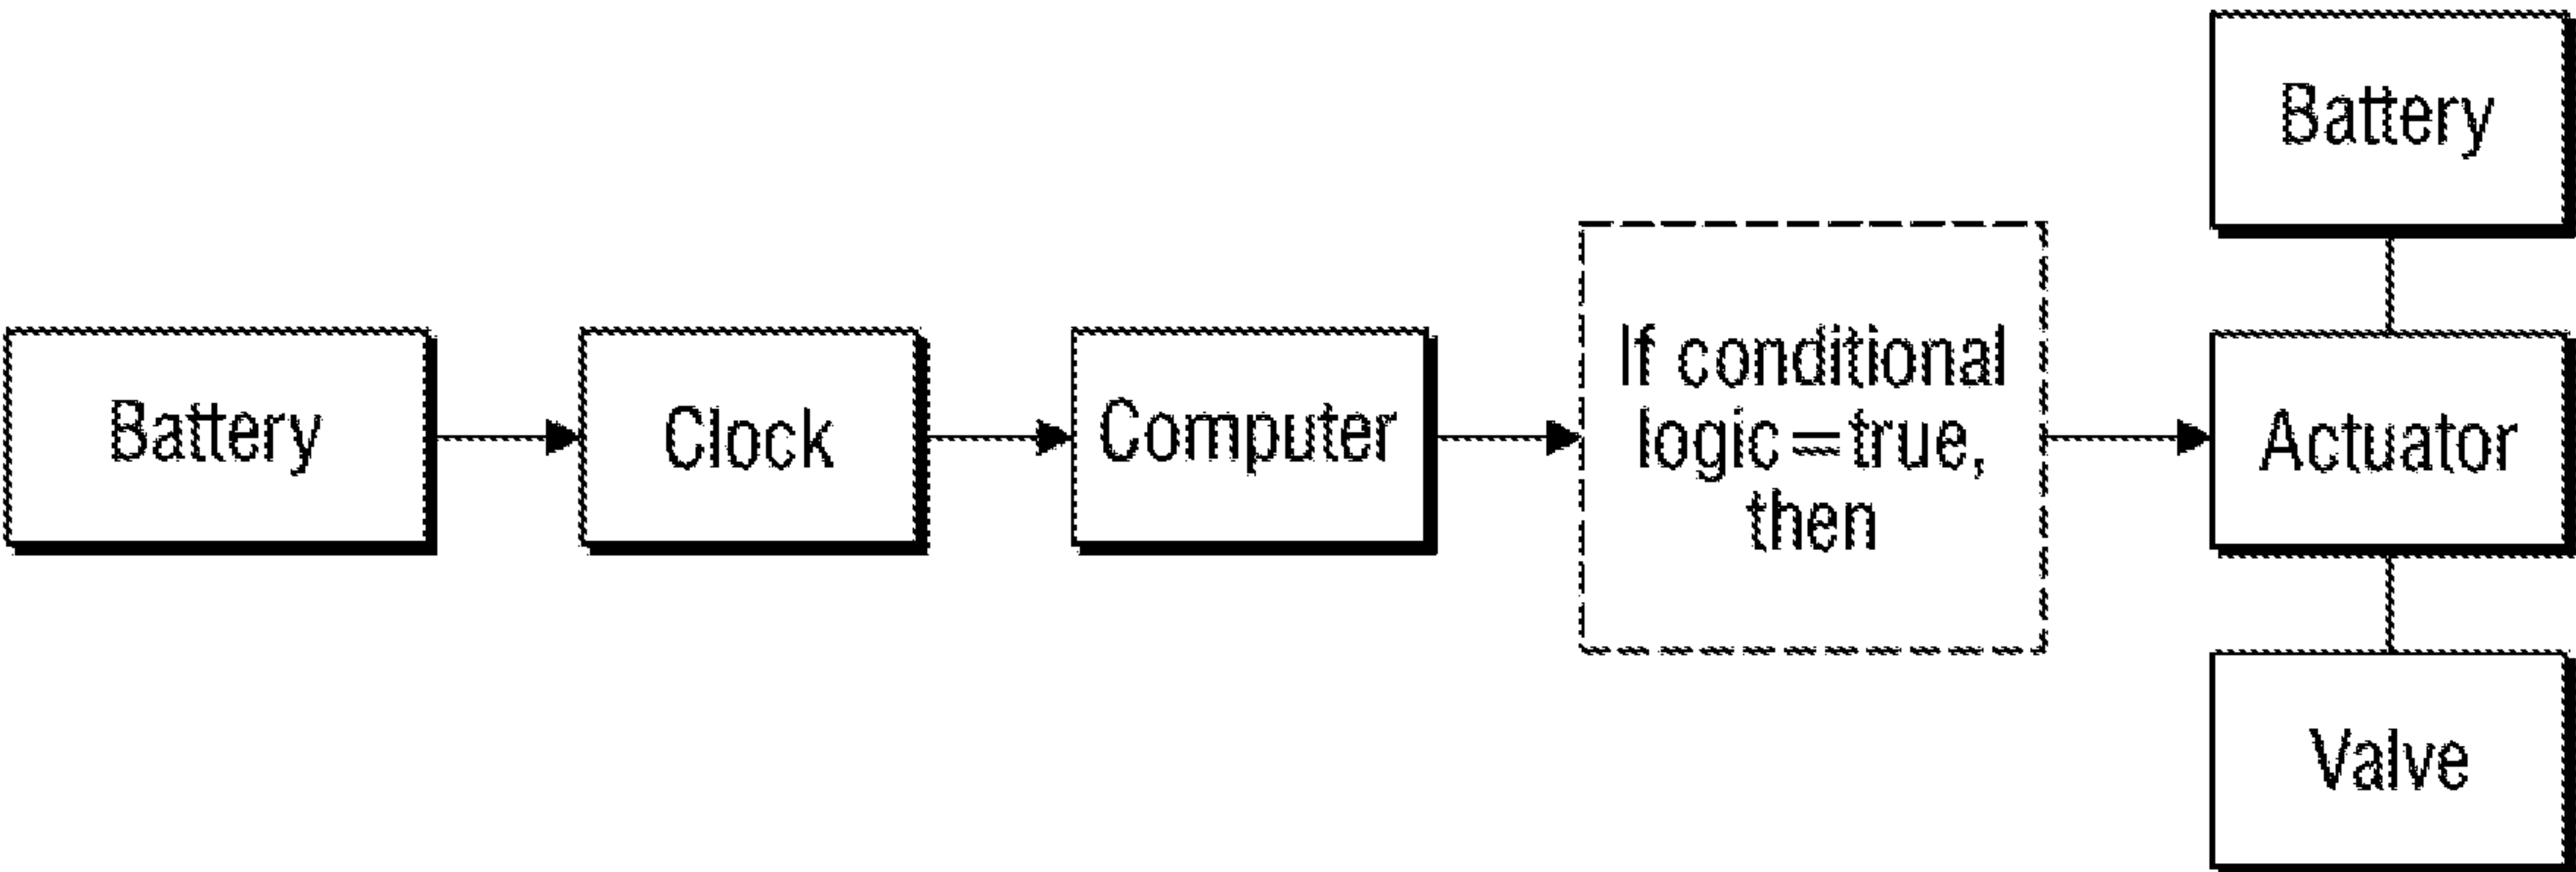 Battery
Battery
Clock
Computer
If conditional
logic=true,
then
Actuator
Valve